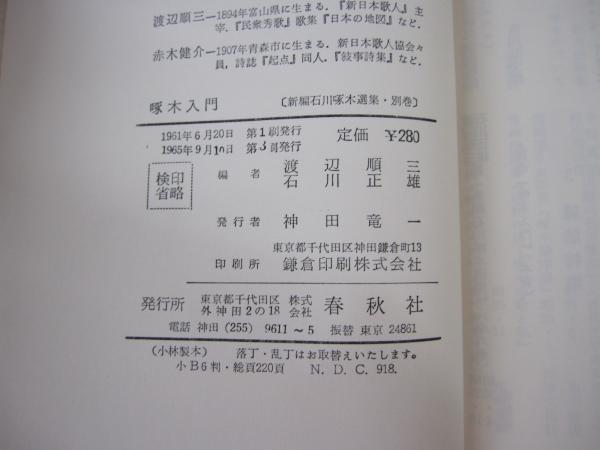 渡辺順三—1894年富山県に生まる.『新日本歌人』主
宰.『民衆秀歌』歌集『日本の地図』など.
赤木健介—1907年青森市に生まる. 新日本歌人協会々
員, 詩誌『起点』同人.『叙事詩集』など.
啄木入門 〔新編石川啄木選集・別巻〕
1961年6月20日 第1刷発行 定価 ¥280
1965年9月10日 第3刷発行
検印
省略
編者 渡辺順三
石川正雄
発行者 神田竜一
東京都千代田区神田鎌倉町13
印刷所 鎌倉印刷株式会社
発行所 東京都千代田区 外神田2の18 株式会社 春秋社
電話 神田 (255) 9611~5 振替 東京 24861
(小林製本) 落丁・乱丁はお取替えいたします。
小B6判・総頁220頁 N. D. C. 918.